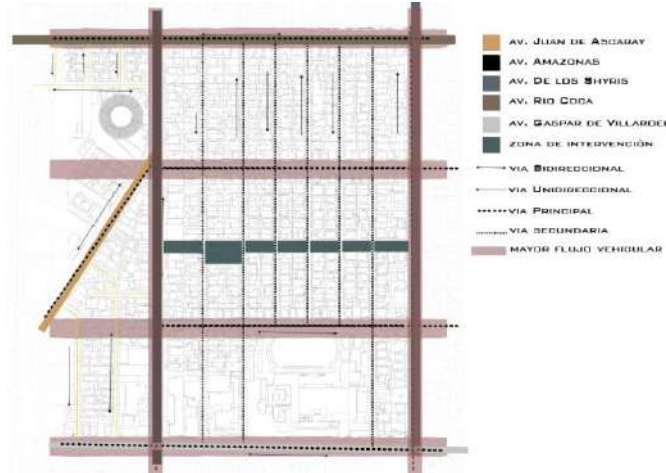 AV. JUAN DE ASCARAY
AV. AMAZONAS
AV. DE LOS SHYRIS
AV. RIO COCA
AV. GASPAR DE VILLAROEL
ZONA DE INTERVENCIÓN
VIA BIDIRECCIONAL
VIA UNIDIRECCIONAL
VIA PRINCIPAL
VIA SECUNDARIA
MAYOR FLUJO VEHICULAR